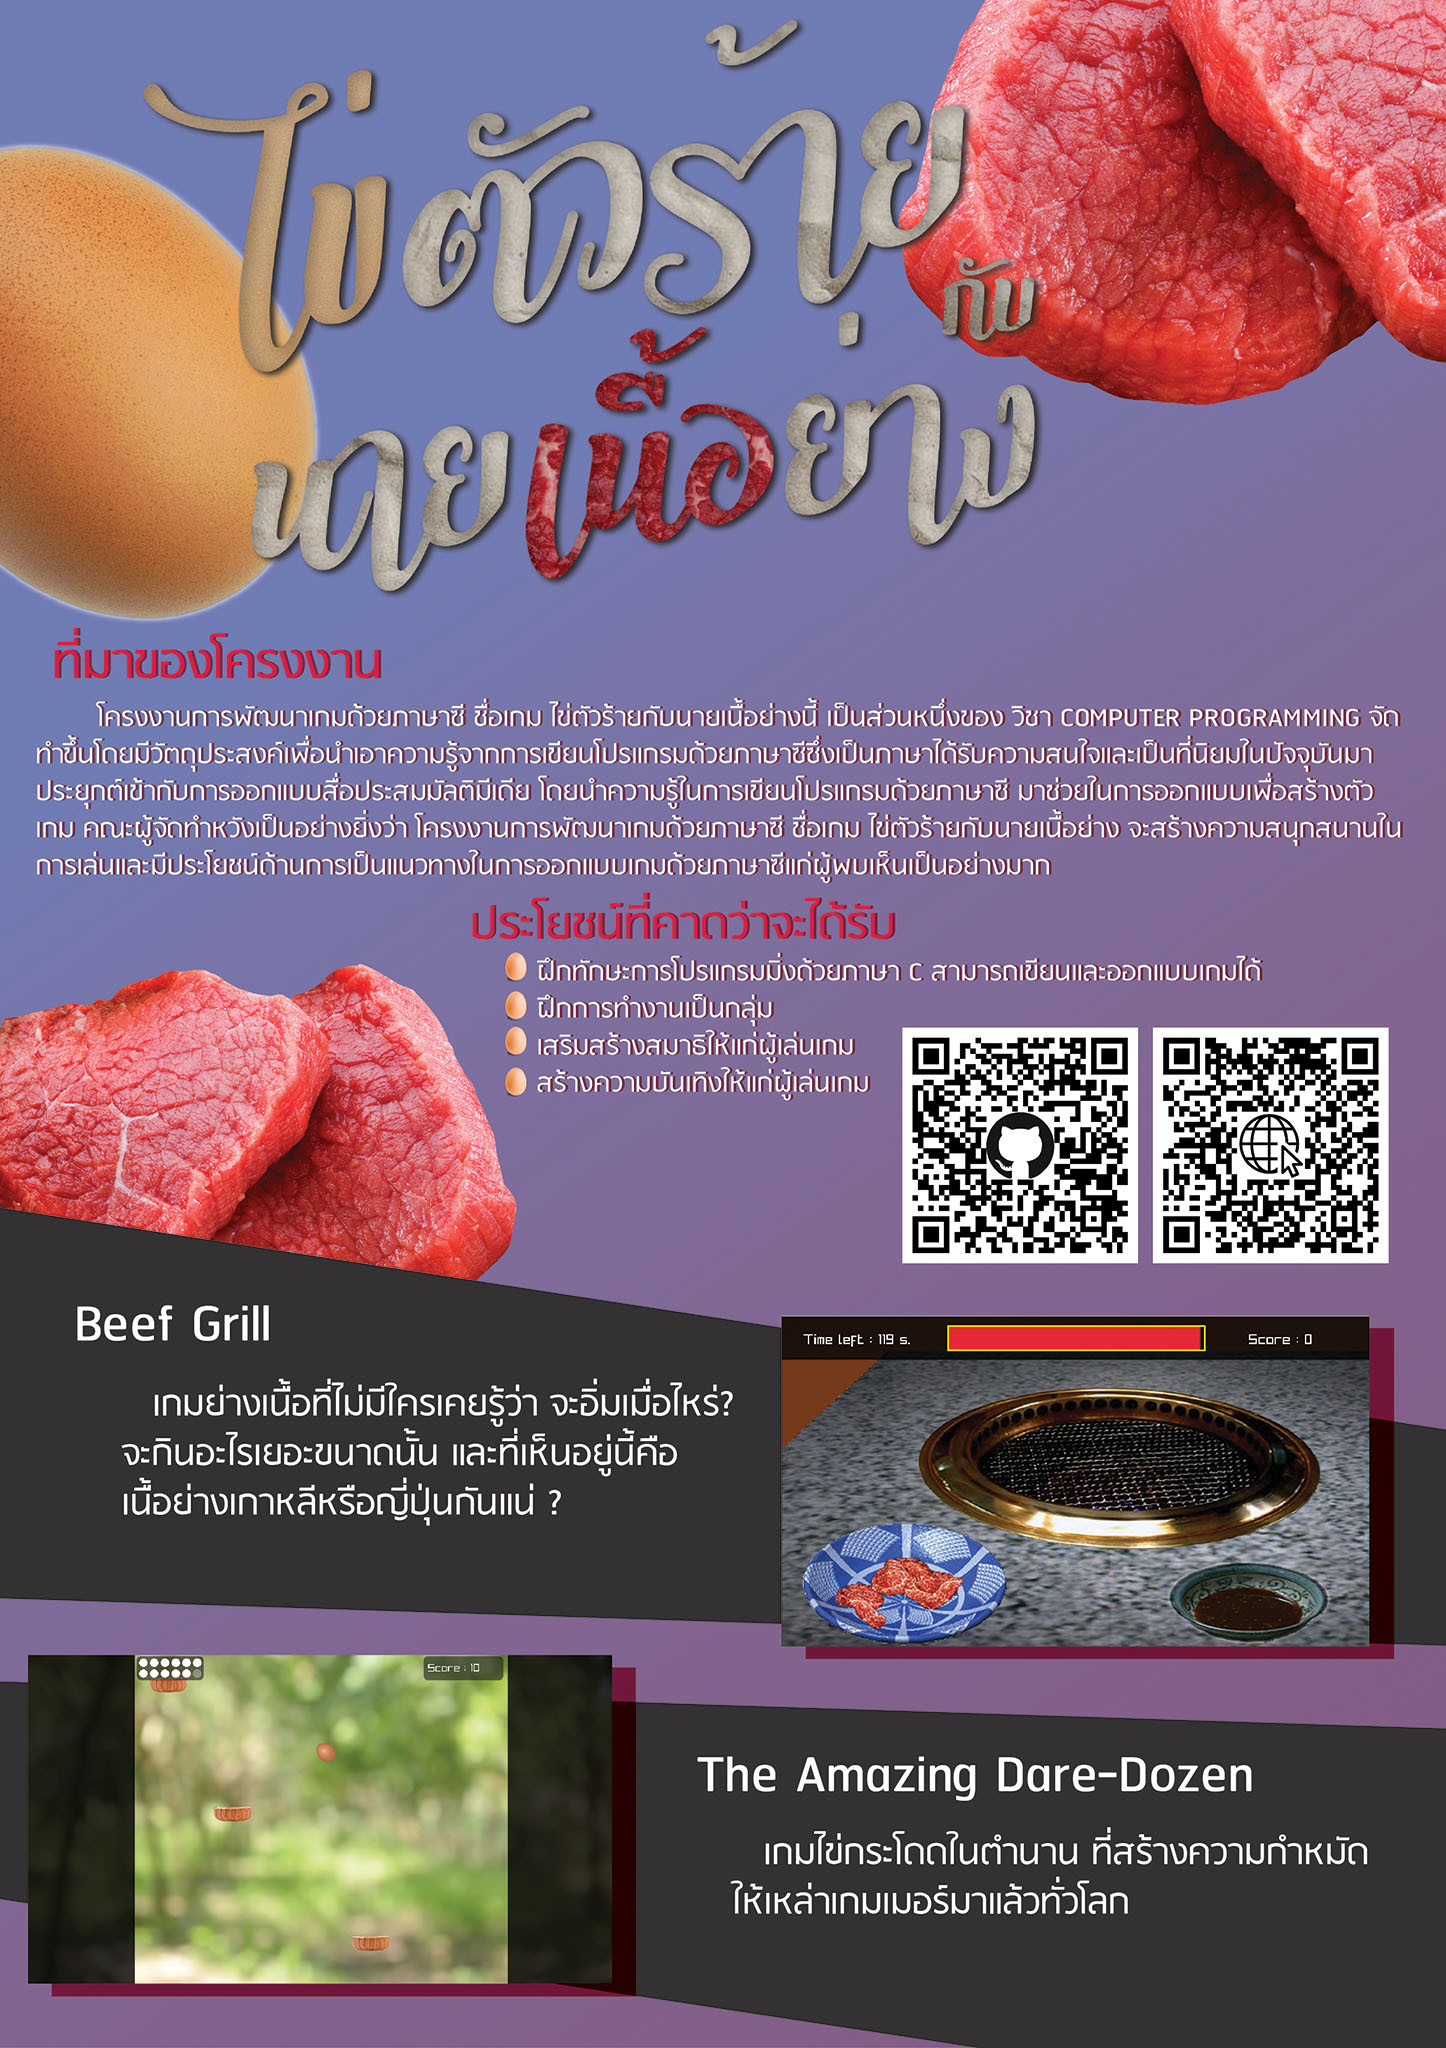 ไข่ตัวร้าย
กับ
นายเนื้อย่าง
ที่มาของโครงงาน
โครงงานการพัฒนาเกมด้วยภาษาซี ชื่อเกม ไข่ตัวร้ายกับนายเนื้อย่างนี้ เป็นส่วนหนึ่งของ วิชา COMPUTER PROGRAMMING จัด
ทำขึ้นโดยมีวัตถุประสงค์เพื่อนำเอาความรู้จากการเขียนโปรแกรมด้วยภาษาซีซึ่งเป็นภาษาได้รับความสนใจและเป็นที่นิยมในปัจจุบันมา
ประยุกต์เข้ากับการออกแบบสื่อประสมมัลติมีเดีย โดยนำความรู้ในการเขียนโปรแกรมด้วยภาษาซี มาช่วยในการออกแบบเพื่อสร้างตัว
เกม คณะผู้จัดทำหวังเป็นอย่างยิ่งว่า โครงงานการพัฒนาเกมด้วยภาษาซี ชื่อเกม ไข่ตัวร้ายกับนายเนื้อย่าง จะสร้างความสนุกสนานใน
การเล่นและมีประโยชน์ด้านการเป็นแนวทางในการออกแบบเกมด้วยภาษาซีแก่ผู้พบเห็นเป็นอย่างมาก
ประโยชน์ที่คาดว่าจะได้รับ
ฝึกทักษะการโปรแกรมมิ่งด้วยภาษา C สามารถเขียนและออกแบบเกมได้
ฝึกการทำงานเป็นกลุ่ม
เสริมสร้างสมาธิให้แก่ผู้เล่นเกม
สร้างความบันเทิงให้แก่ผู้เล่นเกม
Beef Grill
เกมย่างเนื้อที่ไม่มีใครเคยรู้ว่า จะอิ่มเมื่อไหร่?
จะกินอะไรเยอะขนาดนั้น และที่เห็นอยู่นี้คือ
เนื้อย่างเกาหลีหรือญี่ปุ่นกันแน่ ?
Time left : 119 s.
Score : 0
Score : 10
The Amazing Dare-Dozen
เกมไข่กระโดดในตำนาน ที่สร้างความกำหมัด
ให้เหล่าเกมเมอร์มาแล้วทั่วโลก